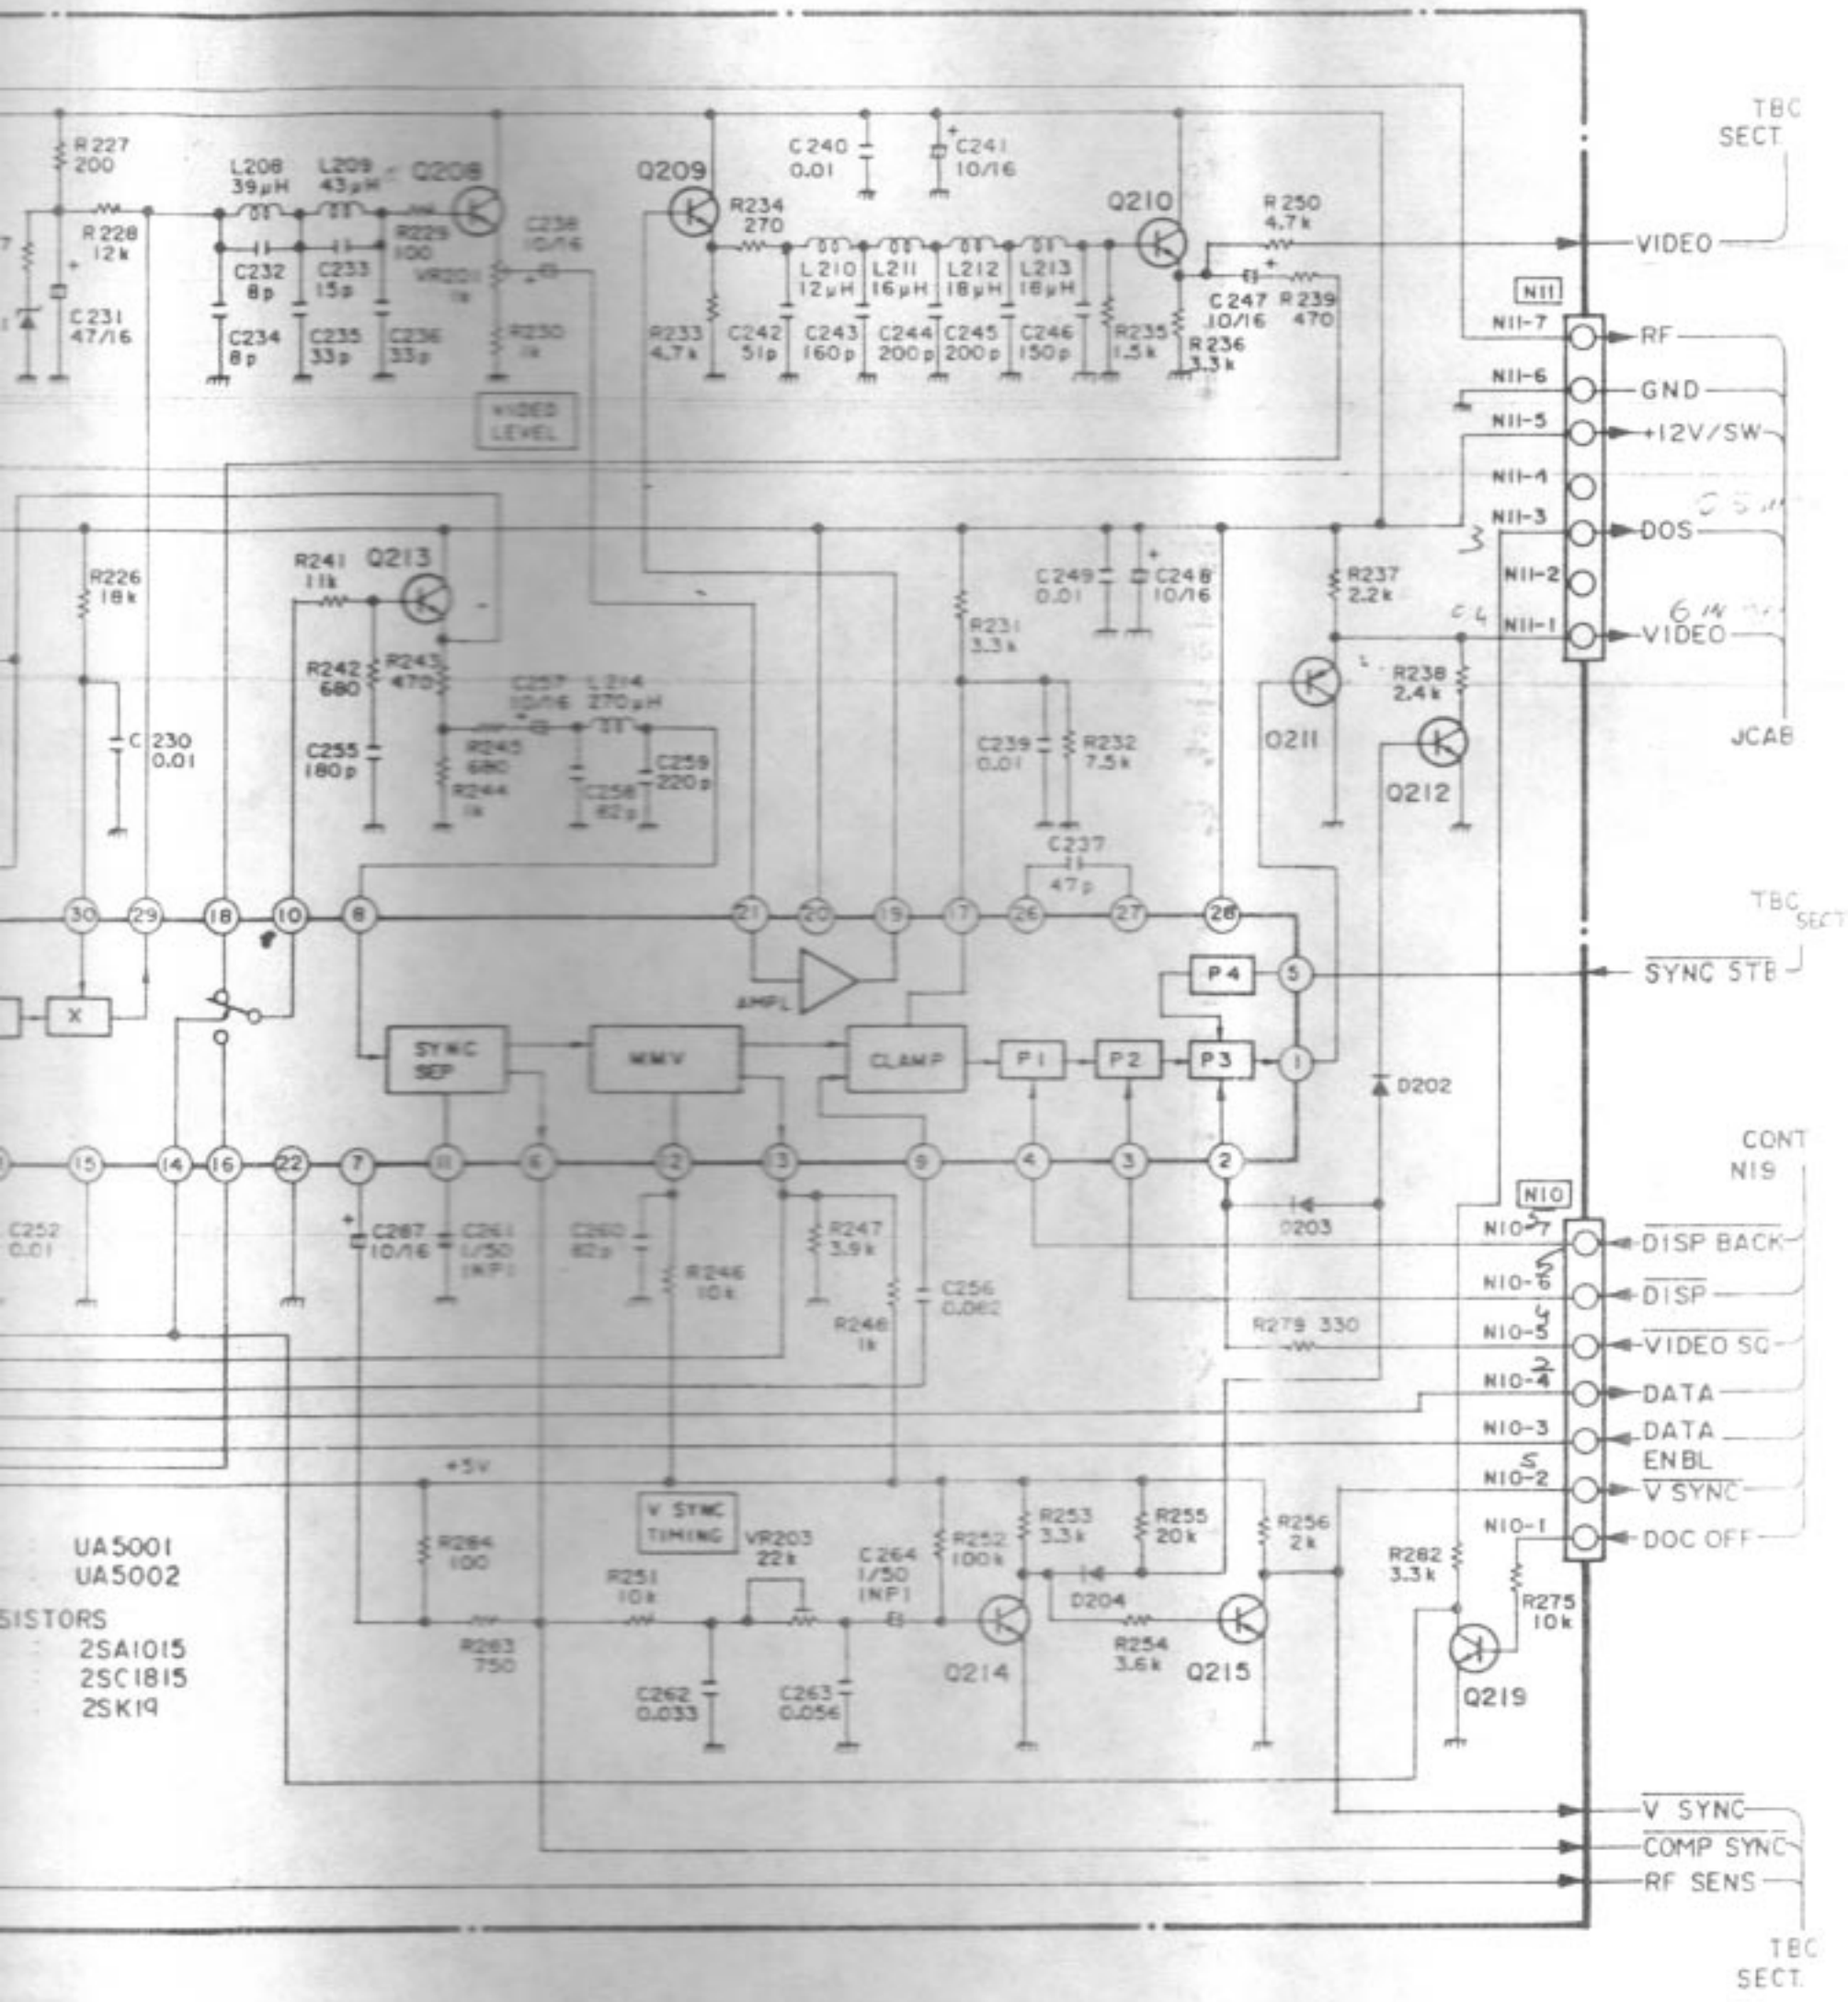 TBC
SECT.
R227
200
L208
39µH
L209
43µH
Q208
C238
10/16
Q209
R234
270
C240
0.01
C241
10/16
Q210
R250
4.7k
VIDEO
R228
12k
C232
8p
C233
15p
R229
100
VR201
1k
C231
47/16
C234
8p
C235
33p
C236
33p
R230
1k
R233
4.7k
C242
51p
L210
12µH
L211
16µH
L212
18µH
L213
18µH
C243
160p
C244
200p
C245
200p
C246
150p
R235
1.5k
R236
3.3k
C247
10/16
R239
470
VIDEO
LEVEL
N11
N11-7
RF
N11-6
GND
N11-5
+12V/SW
N11-4
N11-3
DOS
N11-2
N11-1
VIDEO
JCAB
R226
18k
R241
11k
Q213
R242
680
R243
470
C257
10/16
L214
270µH
C230
0.01
C255
180p
R245
680
R244
1k
C258
82p
C259
220p
R231
3.3k
C249
0.01
C248
10/16
R237
2.2k
R238
2.4k
C239
0.01
R232
7.5k
Q211
Q212
C237
47p
30
29
18
10
8
21
20
19
17
26
27
28
TBC
SECT
SYNC STB
X
AMPL
P4
5
SYNC
SEP
MMV
CLAMP
P1
P2
P3
1
D202
15
14
16
22
7
11
6
12
13
9
4
3
2
CONT
N19
C252
0.01
C287
10/16
C261
1/50
(NP)
C260
82p
R246
10k
R247
3.9k
R248
1k
C256
0.082
D203
R279 330
N10
N10-7
DISP BACK
N10-6
DISP
N10-5
VIDEO SQ
N10-4
DATA
N10-3
DATA
ENBL
N10-2
V SYNC
N10-1
DOC OFF
+5V
V SYNC
TIMING
VR203
22k
R284
100
R251
10k
C264
1/50
(NP)
R252
100k
R253
3.3k
R255
20k
R256
2k
D204
R254
3.6k
R282
3.3k
R275
10k
UA5001
UA5002
SISTORS
2SA1015
2SC1815
2SK19
R283
750
C262
0.033
C263
0.056
Q214
Q215
Q219
V SYNC
COMP SYNC
RF SENS
TBC
SECT.